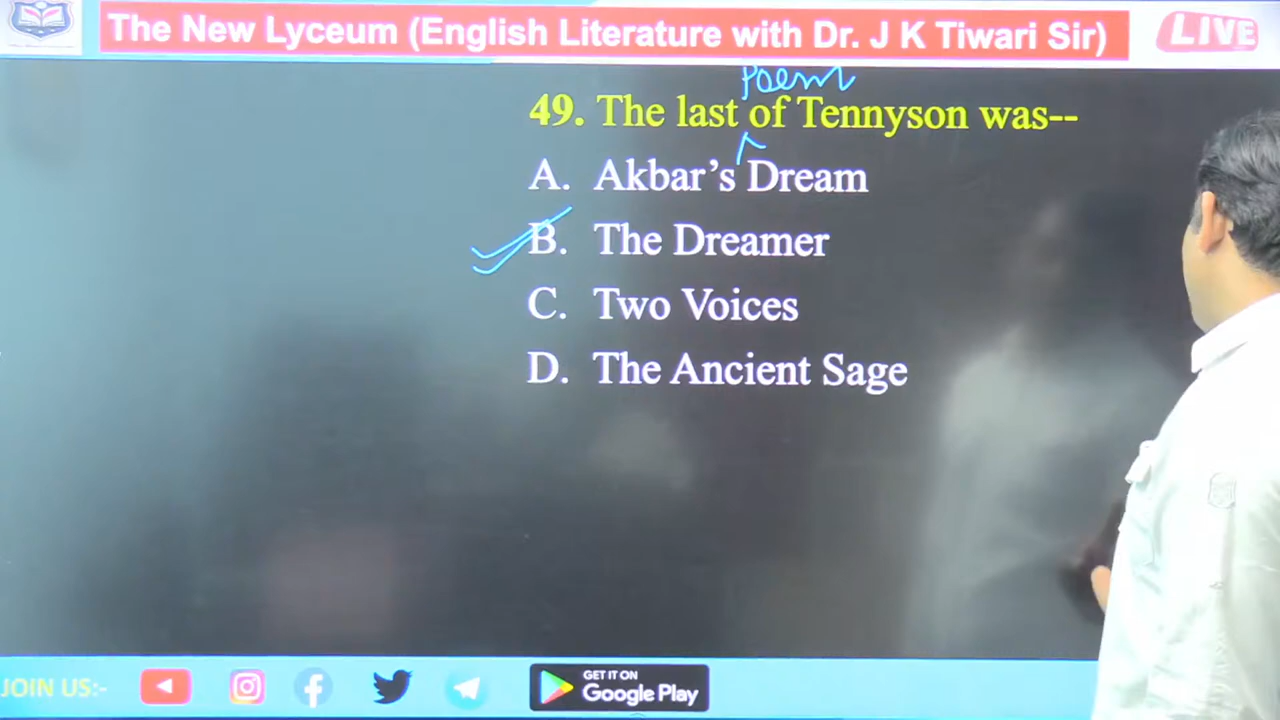 The New Lyceum (English Literature with Dr. J K Tiwari Sir)
LIVE
Poem
49. The last of Tennyson was--
A. Akbar's Dream
B. The Dreamer
C. Two Voices
D. The Ancient Sage
JOIN US:-
GET IT ON
Google Play